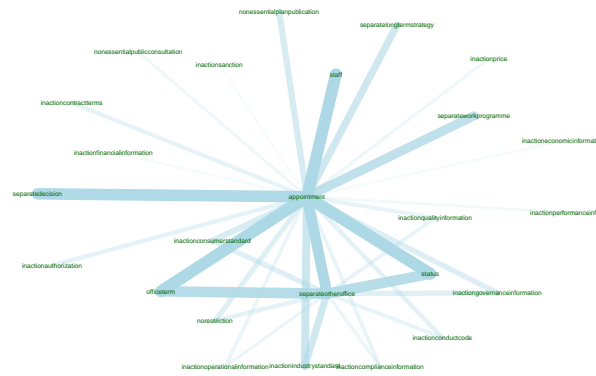 nonessentialplanpublication
separatelongtermstrategy
nonessentialpublicconsultation
inactionprice
inactionsanction
staff
inactioncontractterms
separateworkprogramme
inactioneconomicinformat
inactionfinancialinformation
separatedecision
appointment
inactionperformanceinf
inactionqualityinformation
inactionconsumerstandard
inactionauthorization
status
officeterm
separateotheroffice
inactiongovernanceinformation
norestriction
inactionconductcode
inactionoperationalinformation
inactionindustrystandard
inactioncomplianceinformation